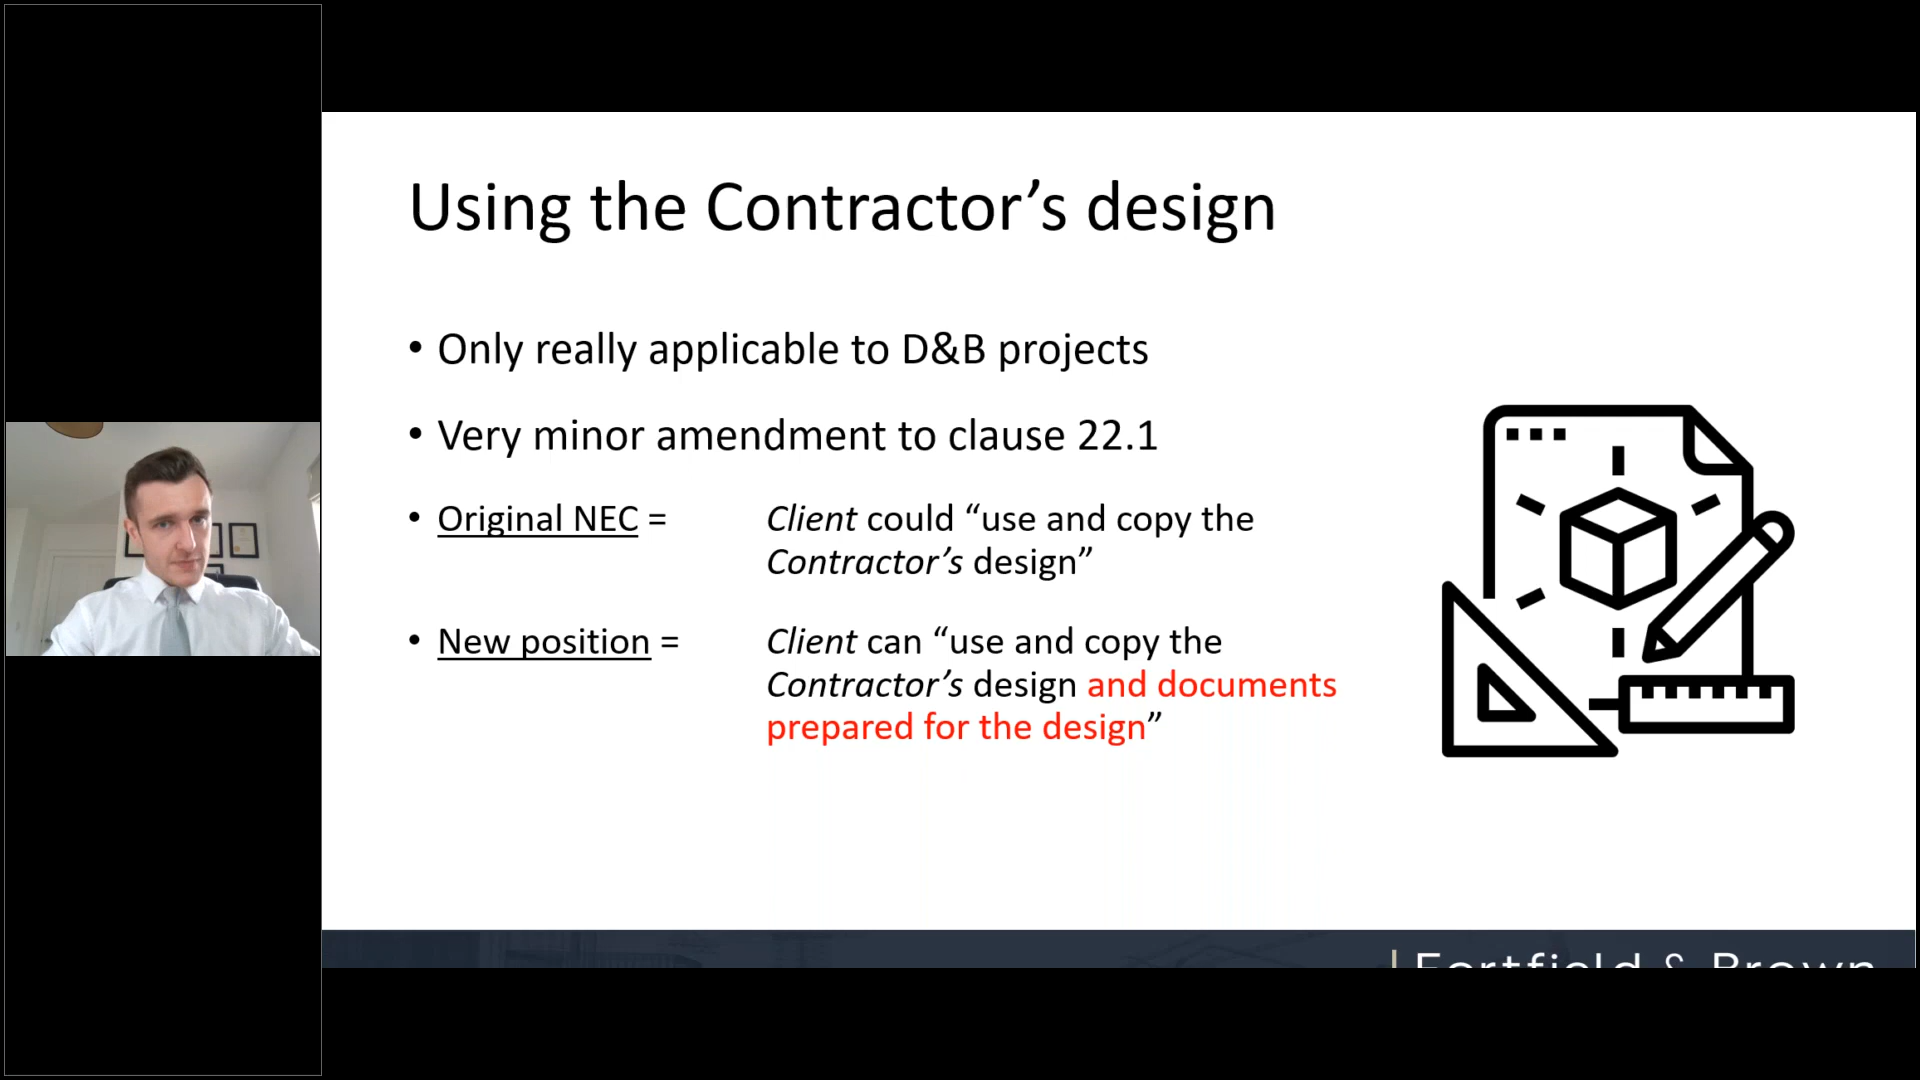 Using the Contractor’s design
• Only really applicable to D&B projects
• Very minor amendment to clause 22.1
• Original NEC = Client could “use and copy the
Contractor’s design”
• New position = Client can “use and copy the
Contractor’s design and documents
prepared for the design”
Fortfield & Brown